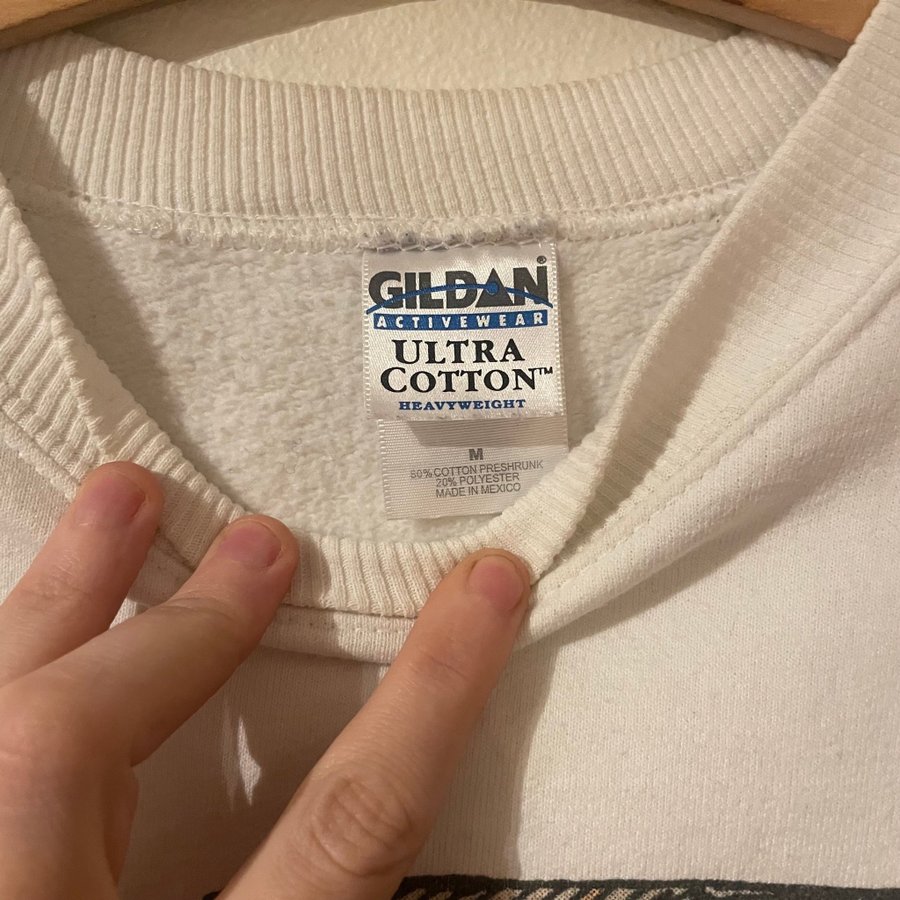 GILDAN®
ACTIVEWEAR
ULTRA
COTTON™
HEAVYWEIGHT
M
80% COTTON PRESHRUNK
20% POLYESTER
MADE IN MEXICO